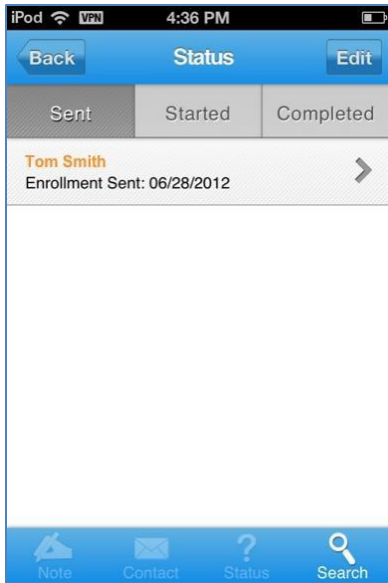 iPod VPN 4:36 PM
Back Status Edit
Sent Started Completed
Tom Smith
Enrollment Sent: 06/28/2012
Note Contact Status Search